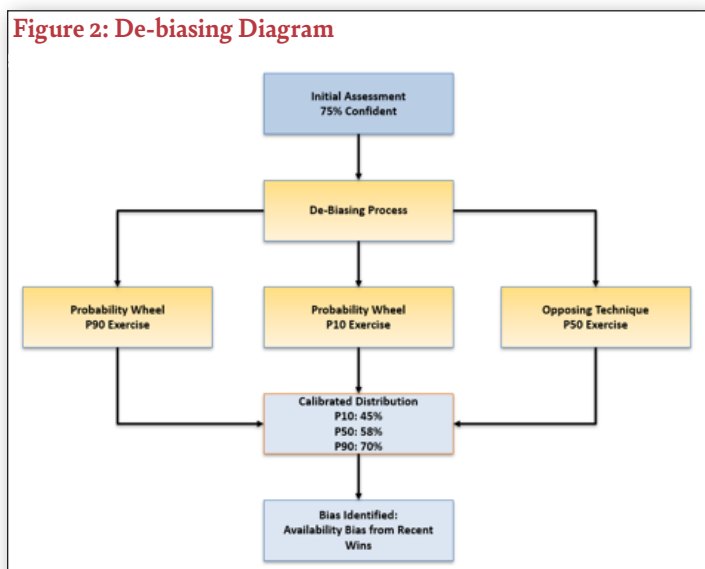 Figure 2: De-biasing Diagram
Initial Assessment
75% Confident
De-Biasing Process
Probability Wheel
P90 Exercise
Probability Wheel
P10 Exercise
Opposing Technique
P50 Exercise
Calibrated Distribution
P10: 45%
P50: 58%
P90: 70%
Bias Identified:
Availability Bias from Recent
Wins